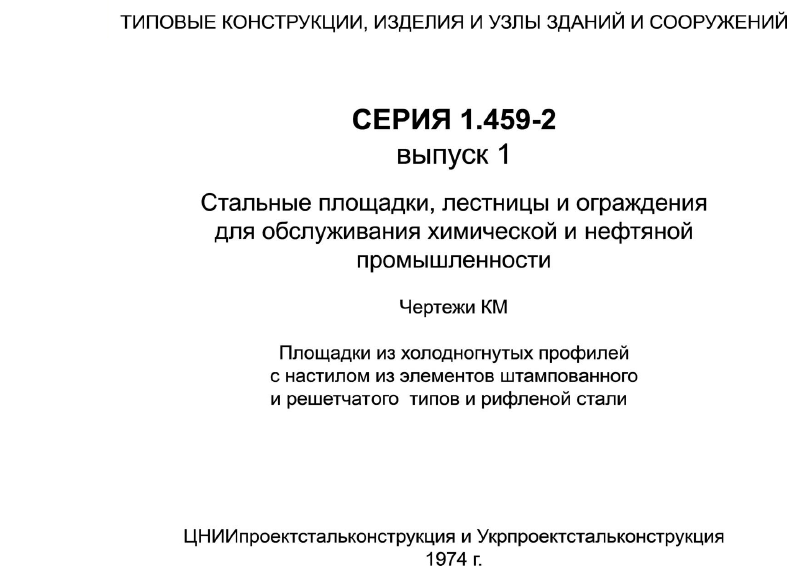 ТИПОВЫЕ КОНСТРУКЦИИ, ИЗДЕЛИЯ И УЗЛЫ ЗДАНИЙ И СООРУЖЕНИЙ
СЕРИЯ 1.459-2
выпуск 1
Стальные площадки, лестницы и ограждения
для обслуживания химической и нефтяной
промышленности
Чертежи КМ
Площадки из холодногнутых профилей
с настилом из элементов штампованного
и решетчатого типов и рифленой стали
ЦНИИпроектстальконструкция и Укрпроектстальконструкция
1974 г.